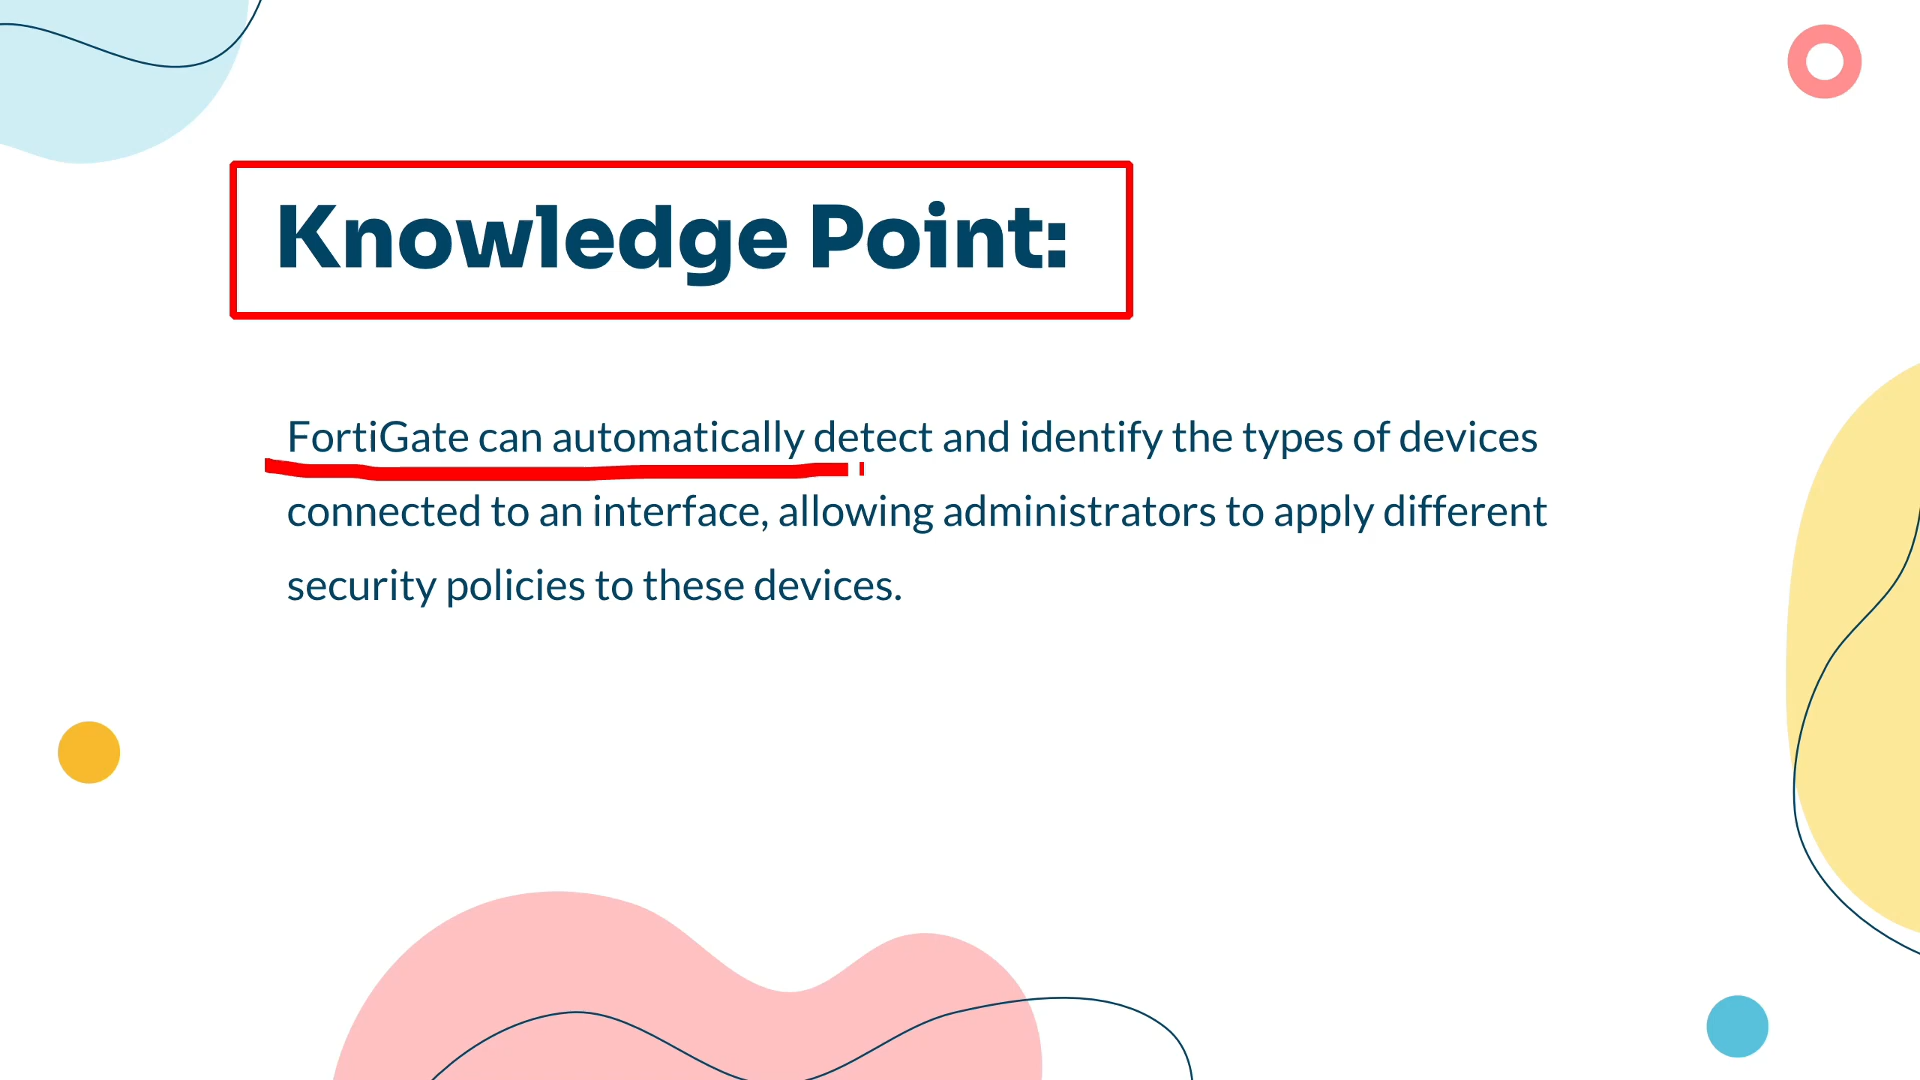 Knowledge Point:
FortiGate can automatically detect and identify the types of devices
connected to an interface, allowing administrators to apply different
security policies to these devices.